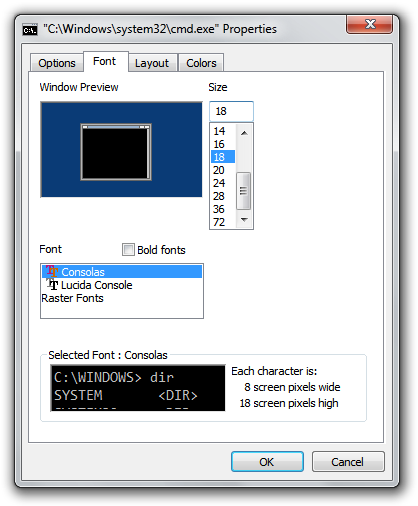 "C:\Windows\system32\cmd.exe" Properties
Options Font Layout Colors
Window Preview
Size
18
14
16
18
20
24
28
36
72
Font
Bold fonts
Consolas
Lucida Console
Raster Fonts
Selected Font : Consolas
C:\WINDOWS> dir
SYSTEM <DIR>
Each character is:
8 screen pixels wide
18 screen pixels high
OK
Cancel